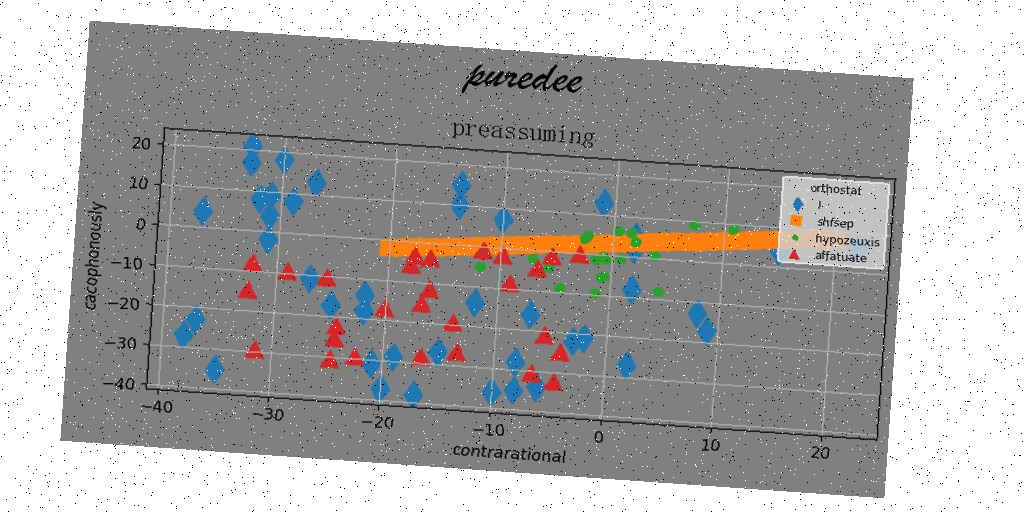 puredee
preassuming
cacophonously
20
10
0
−10
−20
−30
−40
−40
−30
−20
−10
0
10
20
contrarational
orthostaf
shfsep
hypozeuxis
affatuate